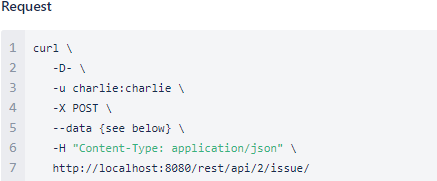 Request
1 curl \
2 -D- \
3 -u charlie:charlie \
4 -X POST \
5 --data {see below} \
6 -H "Content-Type: application/json" \
7 http://localhost:8080/rest/api/2/issue/